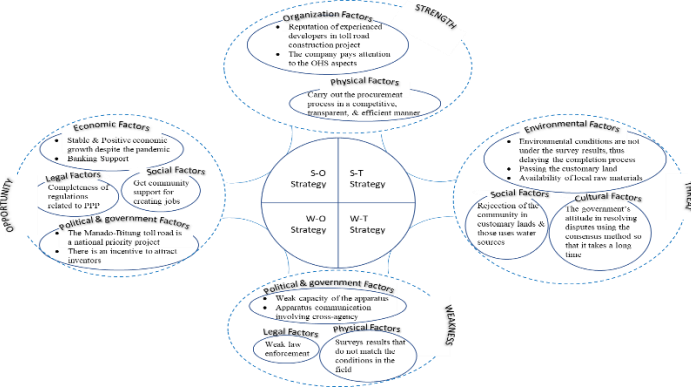 STRENGTH
Organization Factors
• Reputation of experienced
developers in toll road
construction project
• The company pays attention
to the OHS aspects
Physical Factors
Carry out the procurement
process in a competitive,
transparent, & efficient manner
OPPORTUNITY
Economic Factors
• Stable & Positive economic
growth despite the pandemic
• Banking Support
Legal Factors
Completeness of
regulations
related to PPP
Social Factors
Get community
support for
creating jobs
Political & government Factors
• The Manado-Bitung toll road is
a national priority project
• There is an incentive to attract
inventors
S-O
Strategy
S-T
Strategy
W-O
Strategy
W-T
Strategy
THREAT
Environmental Factors
• Environmental conditions are not
under the survey results, thus
delaying the completion process
• Passing the customary land
• Availability of local raw materials
Social Factors
Rejection of the
community in
customary lands &
those uses water
sources
Cultural Factors
The government's
attitude in resolving
disputes using the
consensus method so
that it takes a long
time
WEAKNESS
Political & government Factors
• Weak capacity of the apparatus
• Apparatus communication
involving cross-agency
Legal Factors
Weak law
enforcement
Physical Factors
Surveys results that
do not match the
conditions in the
field